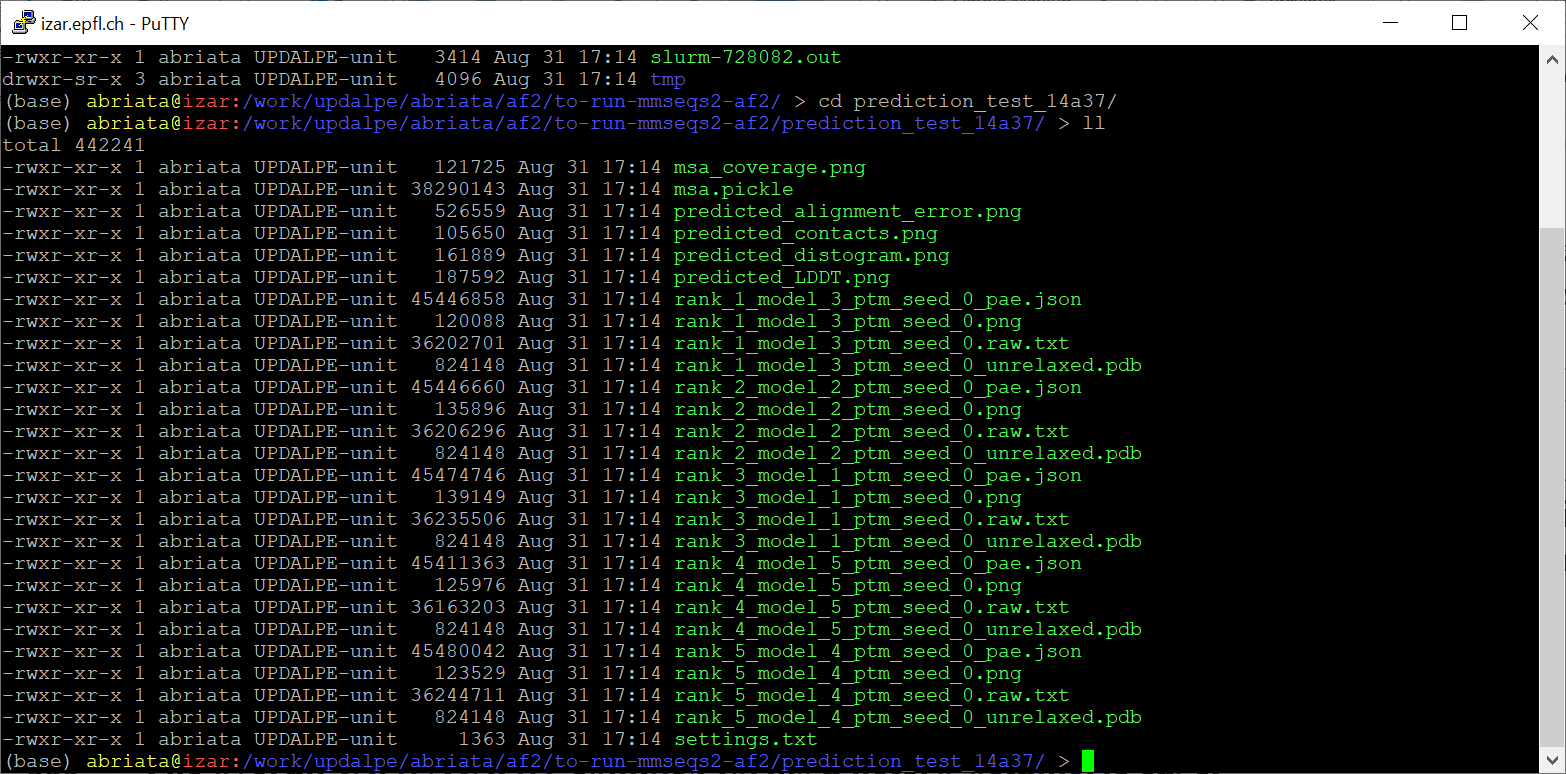 izar.epfl.ch - PuTTY
-rwxr-xr-x 1 abriata UPDALPE-unit   3414 Aug 31 17:14 slurm-728082.out
drwxr-sr-x 3 abriata UPDALPE-unit   4096 Aug 31 17:14 tmp
(base) abriata@izar:/work/updalpe/abriata/af2/to-run-mmseqs2-af2/ > cd prediction_test_14a37/
(base) abriata@izar:/work/updalpe/abriata/af2/to-run-mmseqs2-af2/prediction_test_14a37/ > ll
total 442241
-rwxr-xr-x 1 abriata UPDALPE-unit   121725 Aug 31 17:14 msa_coverage.png
-rwxr-xr-x 1 abriata UPDALPE-unit 38290143 Aug 31 17:14 msa.pickle
-rwxr-xr-x 1 abriata UPDALPE-unit   526559 Aug 31 17:14 predicted_alignment_error.png
-rwxr-xr-x 1 abriata UPDALPE-unit   105650 Aug 31 17:14 predicted_contacts.png
-rwxr-xr-x 1 abriata UPDALPE-unit   161889 Aug 31 17:14 predicted_distogram.png
-rwxr-xr-x 1 abriata UPDALPE-unit   187592 Aug 31 17:14 predicted_LDDT.png
-rwxr-xr-x 1 abriata UPDALPE-unit 45446858 Aug 31 17:14 rank_1_model_3_ptm_seed_0_pae.json
-rwxr-xr-x 1 abriata UPDALPE-unit   120088 Aug 31 17:14 rank_1_model_3_ptm_seed_0.png
-rwxr-xr-x 1 abriata UPDALPE-unit 36202701 Aug 31 17:14 rank_1_model_3_ptm_seed_0.raw.txt
-rwxr-xr-x 1 abriata UPDALPE-unit   824148 Aug 31 17:14 rank_1_model_3_ptm_seed_0_unrelaxed.pdb
-rwxr-xr-x 1 abriata UPDALPE-unit 45446660 Aug 31 17:14 rank_2_model_2_ptm_seed_0_pae.json
-rwxr-xr-x 1 abriata UPDALPE-unit   135896 Aug 31 17:14 rank_2_model_2_ptm_seed_0.png
-rwxr-xr-x 1 abriata UPDALPE-unit 36206296 Aug 31 17:14 rank_2_model_2_ptm_seed_0.raw.txt
-rwxr-xr-x 1 abriata UPDALPE-unit   824148 Aug 31 17:14 rank_2_model_2_ptm_seed_0_unrelaxed.pdb
-rwxr-xr-x 1 abriata UPDALPE-unit 45474746 Aug 31 17:14 rank_3_model_1_ptm_seed_0_pae.json
-rwxr-xr-x 1 abriata UPDALPE-unit   139149 Aug 31 17:14 rank_3_model_1_ptm_seed_0.png
-rwxr-xr-x 1 abriata UPDALPE-unit 36235506 Aug 31 17:14 rank_3_model_1_ptm_seed_0.raw.txt
-rwxr-xr-x 1 abriata UPDALPE-unit   824148 Aug 31 17:14 rank_3_model_1_ptm_seed_0_unrelaxed.pdb
-rwxr-xr-x 1 abriata UPDALPE-unit 45411363 Aug 31 17:14 rank_4_model_5_ptm_seed_0_pae.json
-rwxr-xr-x 1 abriata UPDALPE-unit   125976 Aug 31 17:14 rank_4_model_5_ptm_seed_0.png
-rwxr-xr-x 1 abriata UPDALPE-unit 36163203 Aug 31 17:14 rank_4_model_5_ptm_seed_0.raw.txt
-rwxr-xr-x 1 abriata UPDALPE-unit   824148 Aug 31 17:14 rank_4_model_5_ptm_seed_0_unrelaxed.pdb
-rwxr-xr-x 1 abriata UPDALPE-unit 45480042 Aug 31 17:14 rank_5_model_4_ptm_seed_0_pae.json
-rwxr-xr-x 1 abriata UPDALPE-unit   123529 Aug 31 17:14 rank_5_model_4_ptm_seed_0.png
-rwxr-xr-x 1 abriata UPDALPE-unit 36244711 Aug 31 17:14 rank_5_model_4_ptm_seed_0.raw.txt
-rwxr-xr-x 1 abriata UPDALPE-unit   824148 Aug 31 17:14 rank_5_model_4_ptm_seed_0_unrelaxed.pdb
-rwxr-xr-x 1 abriata UPDALPE-unit     1363 Aug 31 17:14 settings.txt
(base) abriata@izar:/work/updalpe/abriata/af2/to-run-mmseqs2-af2/prediction_test_14a37/ >